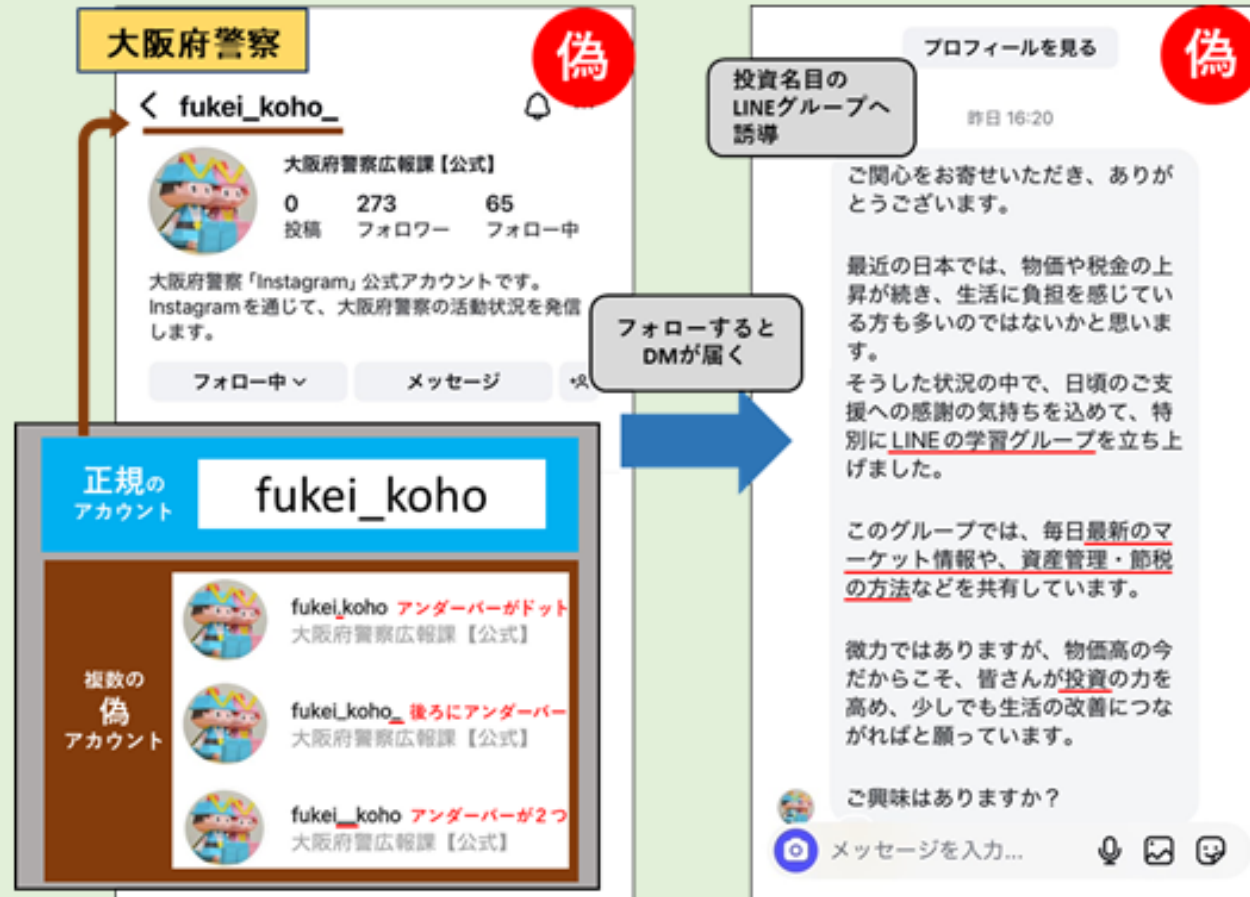 大阪府警察
偽
fukei_koho_
大阪府警察広報課【公式】
0 273 65
投稿 フォロワー フォロー中
大阪府警察「Instagram」公式アカウントです。
Instagramを通じて、大阪府警察の活動状況を発信
します。
フォロー中 メッセージ
正規の
アカウント
fukei_koho
複数の
偽
アカウント
fukei.koho アンダーバーがドット
大阪府警察広報課【公式】
fukei_koho_ 後ろにアンダーバー
大阪府警察広報課【公式】
fukei__koho アンダーバーが2つ
大阪府警広報課【公式】
フォローすると
DMが届く
投資名目の
LINEグループへ
誘導
プロフィールを見る
偽
昨日 16:20
ご関心をお寄せいただき、ありが
とうございます。
最近の日本では、物価や税金の上
昇が続き、生活に負担を感じてい
る方も多いのではないかと思いま
す。
そうした状況の中で、日頃のご支
援への感謝の気持ちを込めて、特
別にLINEの学習グループを立ち上
げました。
このグループでは、毎日最新のマ
ーケット情報や、資産管理・節税
の方法などを共有しています。
微力ではありますが、物価高の今
だからこそ、皆さんが投資の力を
高め、少しでも生活の改善につな
がればと願っています。
ご興味はありますか？
メッセージを入力...